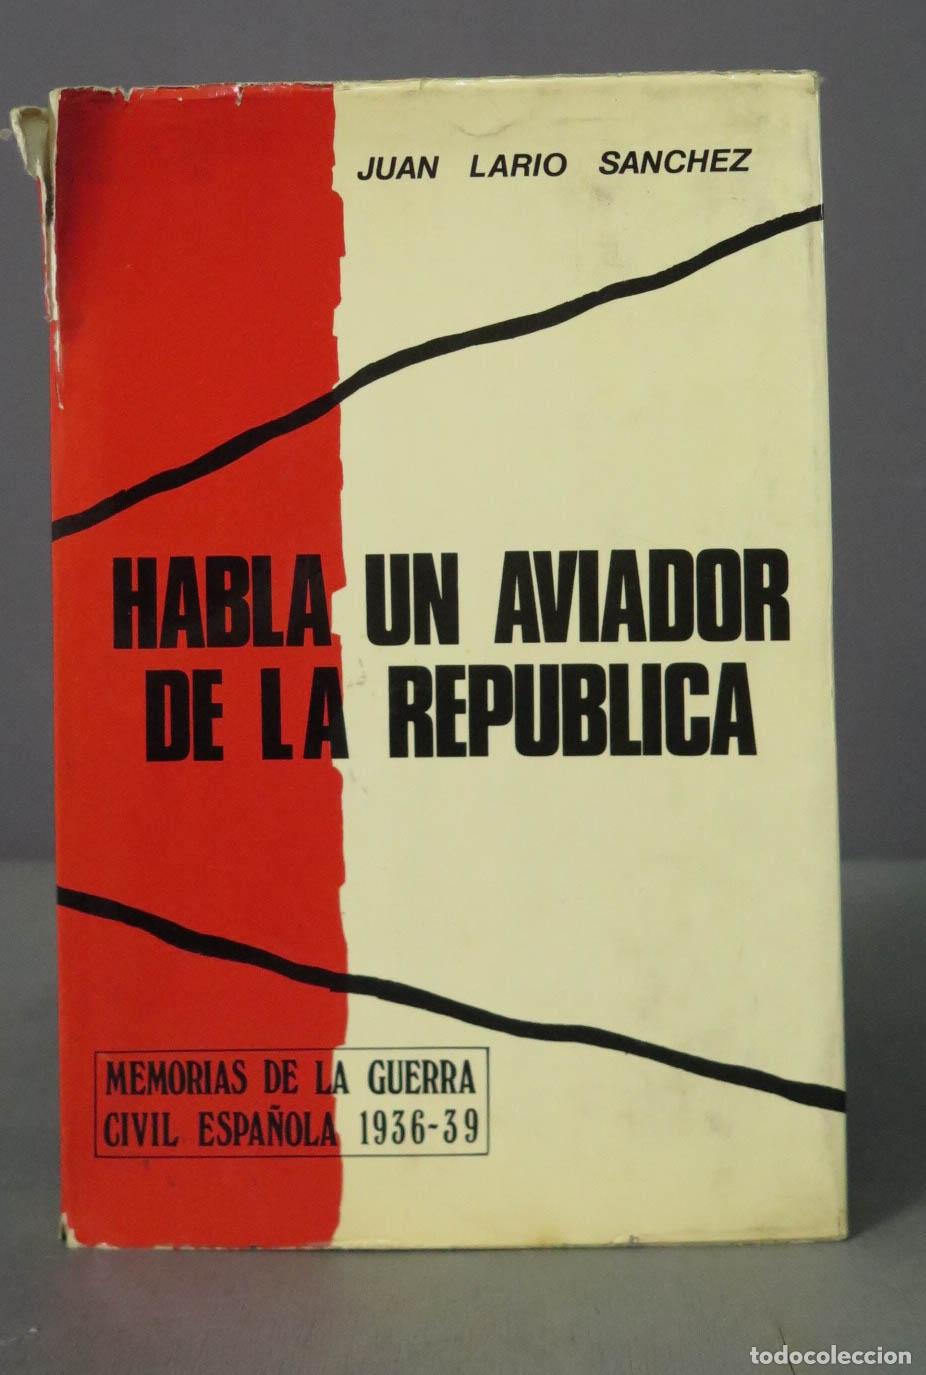 JUAN LARIO SANCHEZ
HABLA UN AVIADOR
DE LA REPUBLICA
MEMORIAS DE LA GUERRA
CIVIL ESPAÑOLA 1936-39
todocoleccion